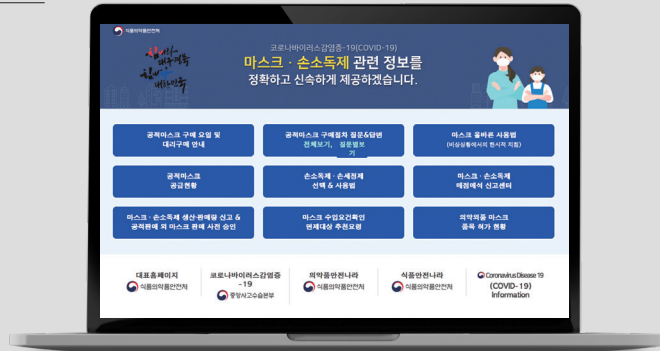 식품의약품안전처
힘내라
대구경북
힘내라
대한민국
코로나바이러스감염증-19(COVID-19)
마스크 · 손소독제 관련 정보를
정확하고 신속하게 제공하겠습니다.
공적마스크 구매 요일 및
대리구매 안내
공적마스크 구매절차 질문&답변
전체보기, 질문별보
기
마스크 올바른 사용법
(비상상황에서의 한시적 지침)
공적마스크
공급현황
손소독제 · 손세정제
선택 & 사용법
마스크 · 손소독제
매점매석 신고센터
마스크 · 손소독제 생산·판매량 신고 &
공적판매 외 마스크 판매 사전 승인
마스크 수입요건확인
면제대상 추천요령
의약외품 마스크
품목 허가 현황
대표홈페이지
식품의약품안전처
코로나바이러스감염증
-19
중앙사고수습본부
의약품안전나라
식품의약품안전처
식품안전나라
식품의약품안전처
Coronavirus Disease 19
(COVID-19)
Information